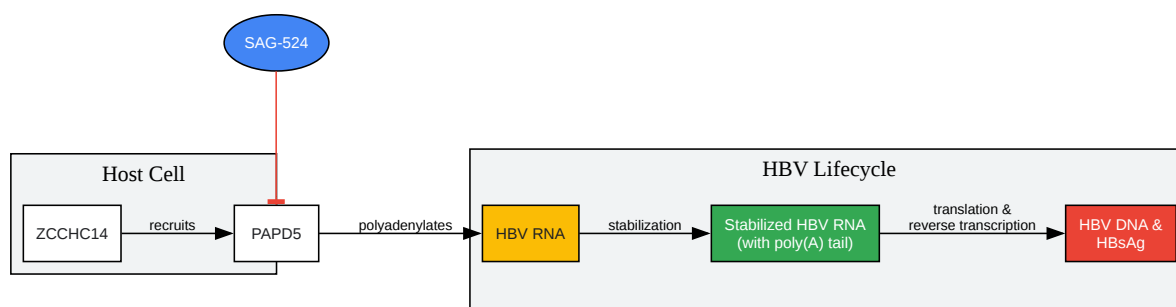 SAG-524
Host Cell
HBV Lifecycle
ZCCHC14
recruits
PAPD5
polyadenylates
HBV RNA
stabilization
Stabilized HBV RNA
(with poly(A) tail)
translation &
reverse transcription
HBV DNA &
HBsAg